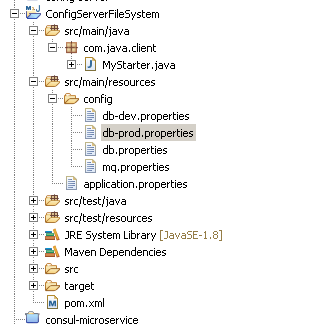 ConfigServerFileSystem
src/main/java
com.java.client
MyStarter.java
src/main/resources
config
db-dev.properties
db-prod.properties
db.properties
mq.properties
application.properties
src/test/java
src/test/resources
JRE System Library [JavaSE-1.8]
Maven Dependencies
src
target
pom.xml
consul-microservice